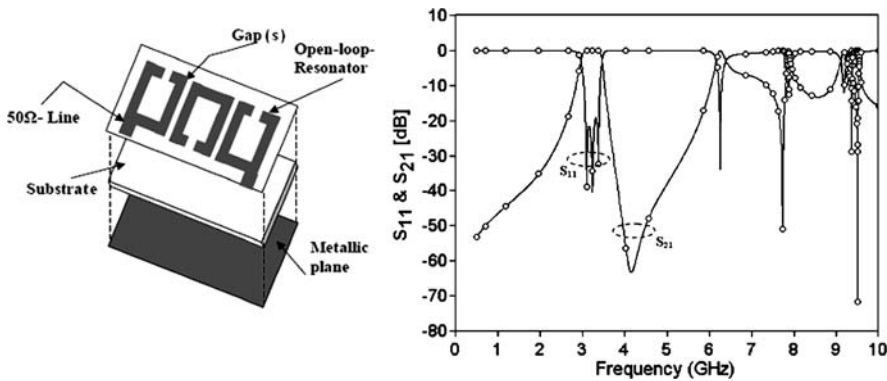 Gap (s)
Open-loop-
Resonator
50Ω- Line
Substrate
Metallic
plane
S11 & S21 [dB]
10
0
-10
-20
-30
-40
-50
-60
-70
-80
S11
S21
0 1 2 3 4 5 6 7 8 9 10
Frequency (GHz)